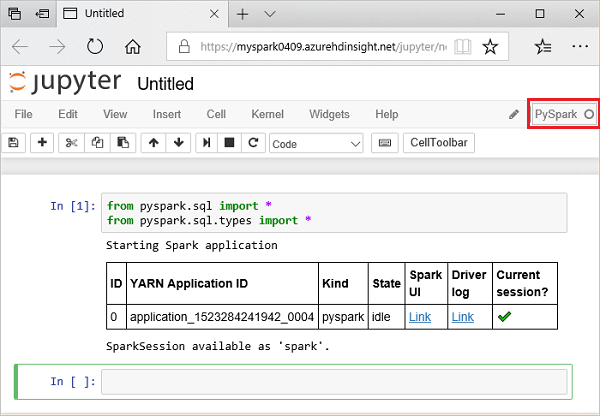 Untitled
https://myspark0409.azurehdinsight.net/jupyter/n
jupyter Untitled
File Edit View Insert Cell Kernel Widgets Help PySpark
Code CellToolbar
In [1]: from pyspark.sql import *
from pyspark.sql.types import *
Starting Spark application
ID YARN Application ID Kind State Spark UI Driver log Current session?
0 application_1523284241942_0004 pyspark idle Link Link
SparkSession available as 'spark'.
In [ ]: